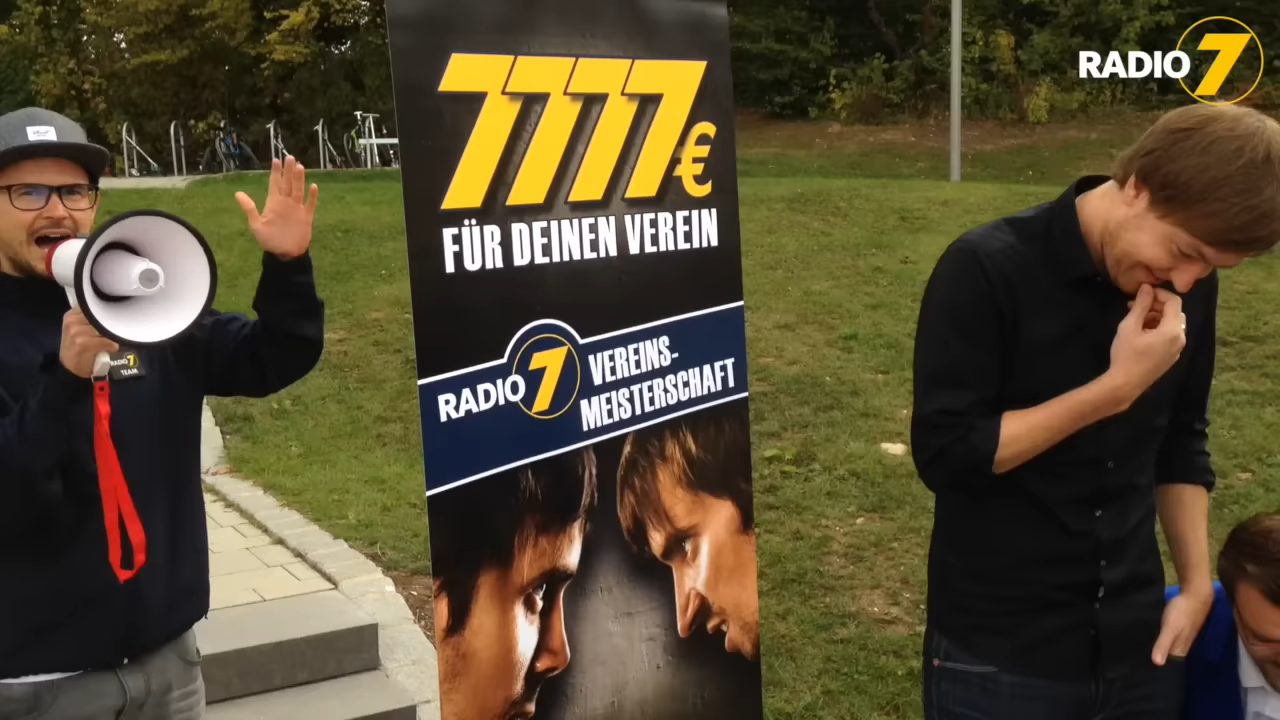 RADIO 7
7777€
FÜR DEINEN VEREIN
RADIO 7
VEREINS-
MEISTERSCHAFT
RADIO 7
TEAM